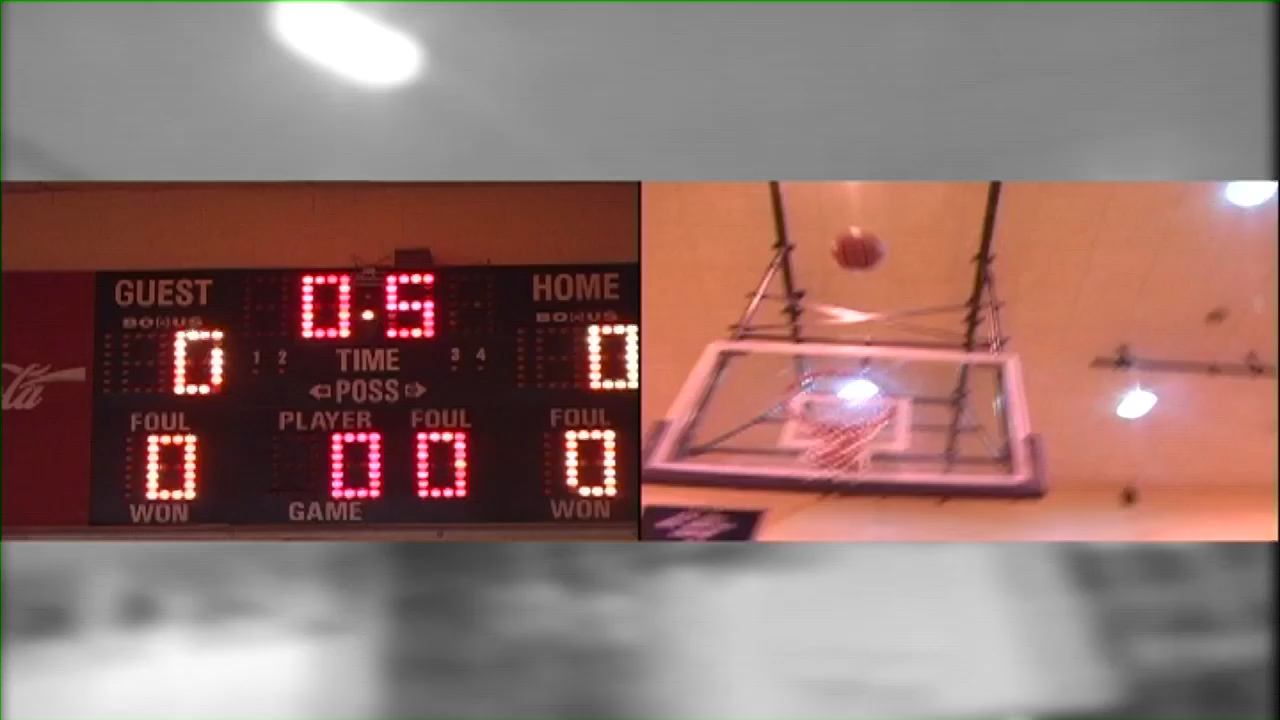 GUEST 0.5 HOME
BONUS BONUS
0 1 2 TIME 3 4 0
POSS
FOUL PLAYER FOUL FOUL
0 0 0 0
WON GAME WON